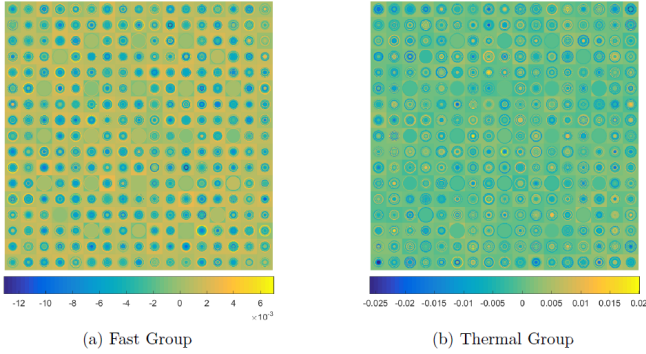 -12 -10 -8 -6 -4 -2 0 2 4 6
×10⁻³
(a) Fast Group
-0.025 -0.02 -0.015 -0.01 -0.005 0 0.005 0.01 0.015 0.02
(b) Thermal Group